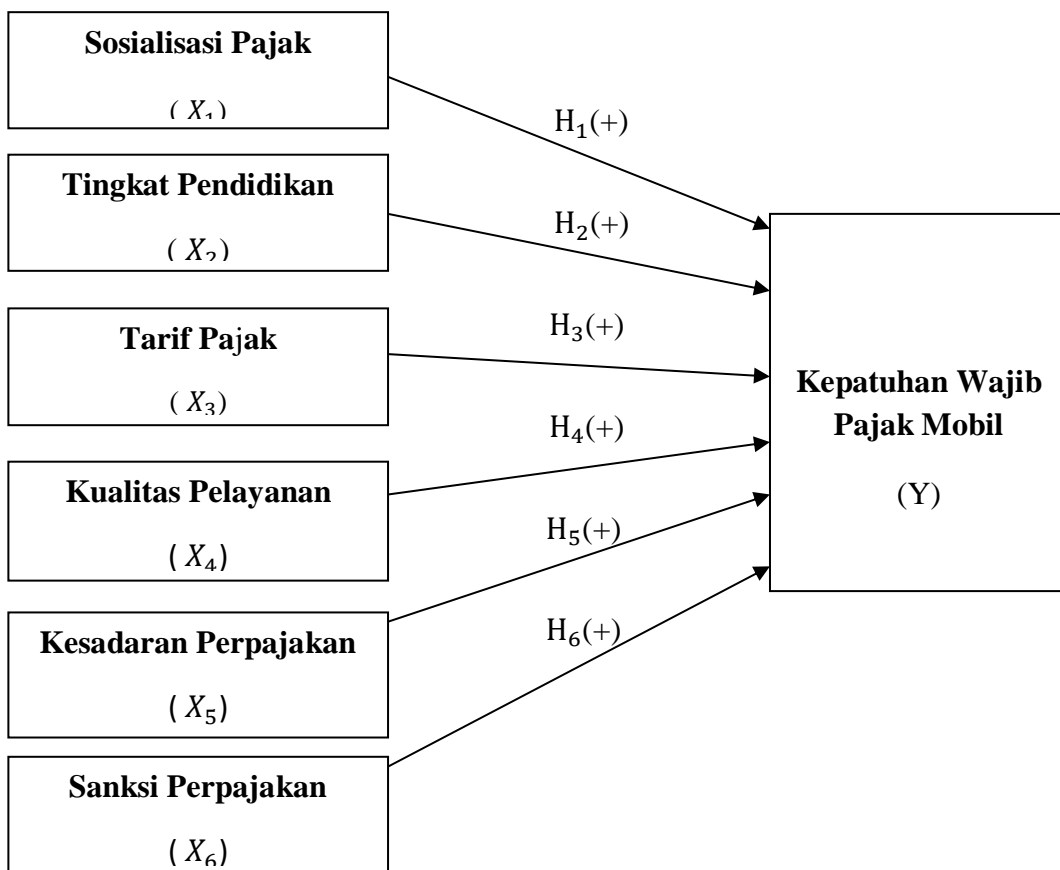 Sosialisasi Pajak
( X₁)
H₁(+)
Tingkat Pendidikan
( X₂)
H₂(+)
Tarif Pajak
( X₃)
H₃(+)
Kualitas Pelayanan
( X₄)
H₄(+)
Kesadaran Perpajakan
( X₅)
H₅(+)
Sanksi Perpajakan
( X₆)
H₆(+)
Kepatuhan Wajib
Pajak Mobil
(Y)